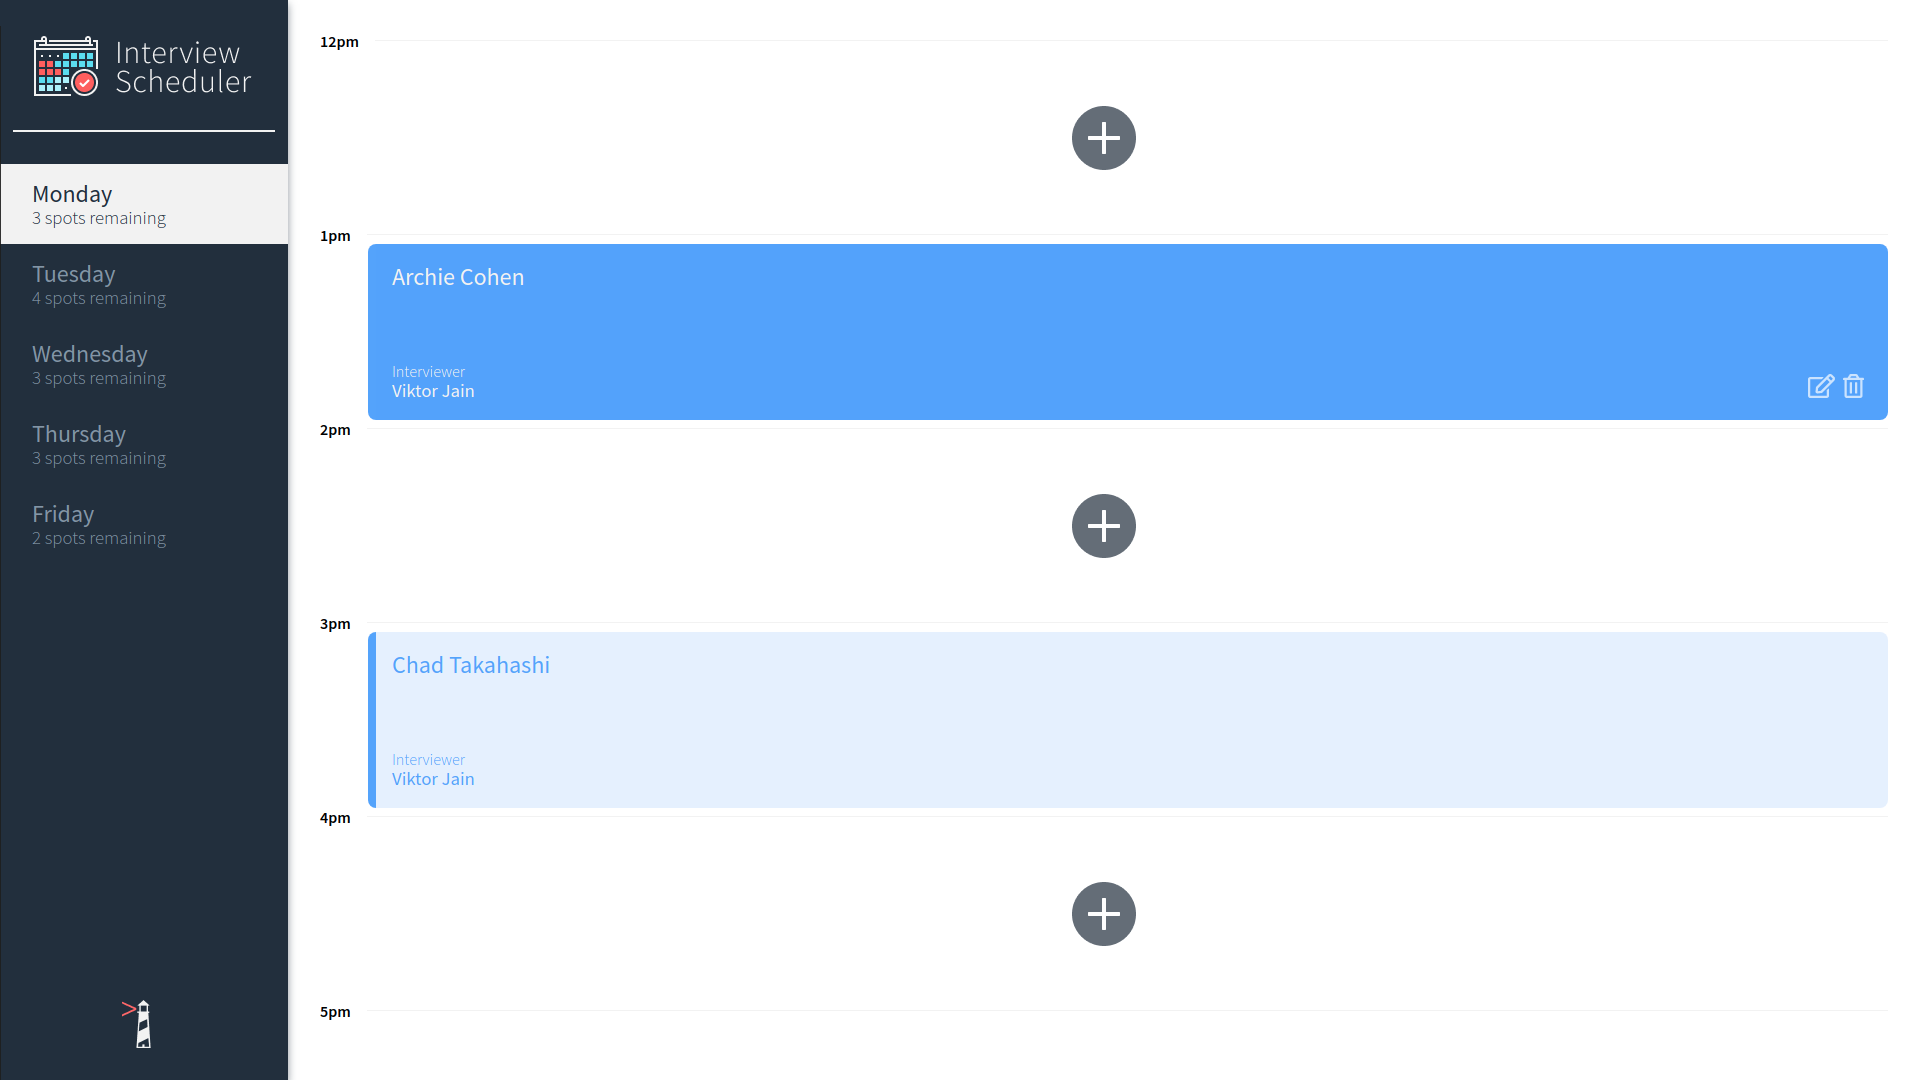 Interview
Scheduler
Monday
3 spots remaining
Tuesday
4 spots remaining
Wednesday
3 spots remaining
Thursday
3 spots remaining
Friday
2 spots remaining
12pm
1pm
Archie Cohen
Interviewer
Viktor Jain
2pm
3pm
Chad Takahashi
Interviewer
Viktor Jain
4pm
5pm